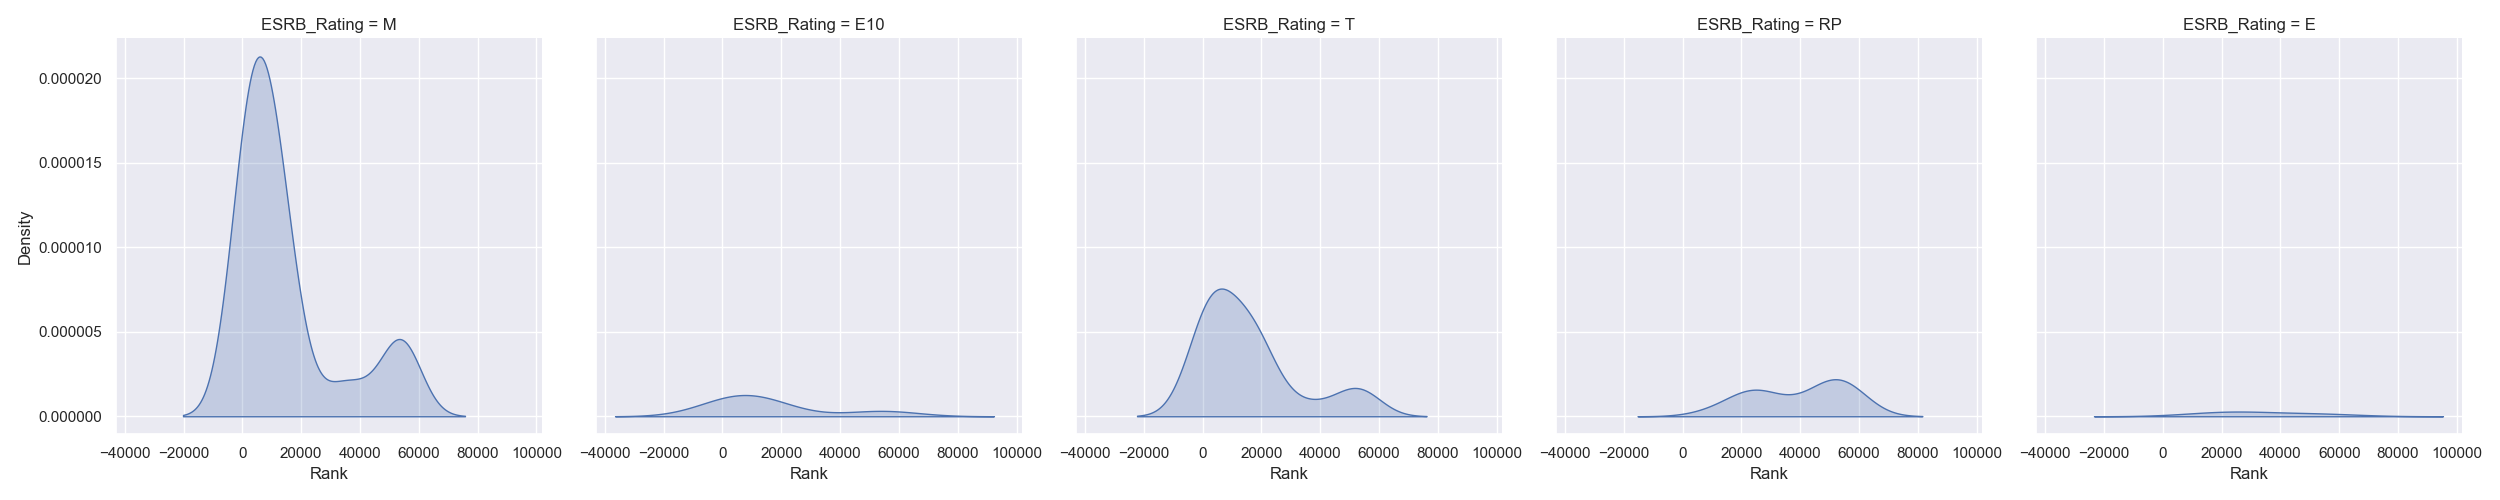 ESRB_Rating = M
ESRB_Rating = E10
ESRB_Rating = T
ESRB_Rating = RP
ESRB_Rating = E
0.000020
0.000015
0.000010
0.000005
0.000000
Density
−40000 −20000 0 20000 40000 60000 80000 100000
−40000 −20000 0 20000 40000 60000 80000 100000
−40000 −20000 0 20000 40000 60000 80000 100000
−40000 −20000 0 20000 40000 60000 80000 100000
−40000 −20000 0 20000 40000 60000 80000 100000
Rank
Rank
Rank
Rank
Rank